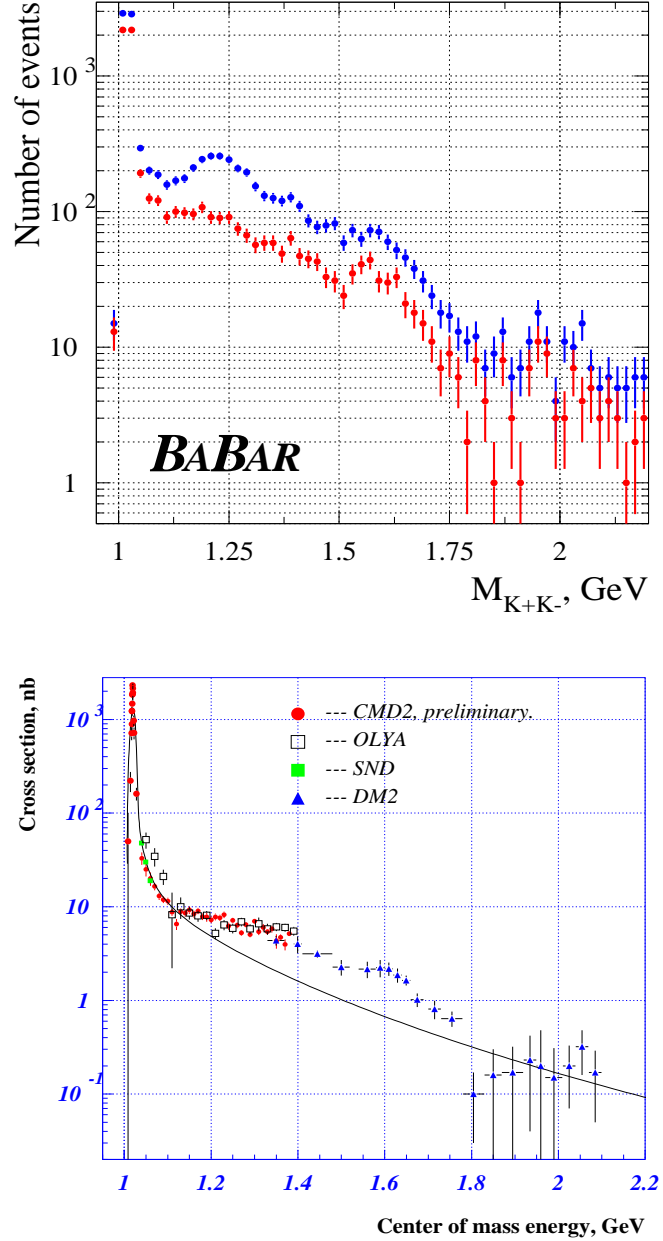 Number of events
10 3
10 2
10
1
BABAR
1 1.25 1.5 1.75 2
M K+K-, GeV
Cross section, nb
10 3
10 2
10
1
10 -1
--- CMD2, preliminary.
--- OLYA
--- SND
--- DM2
1 1.2 1.4 1.6 1.8 2 2.2
Center of mass energy, GeV